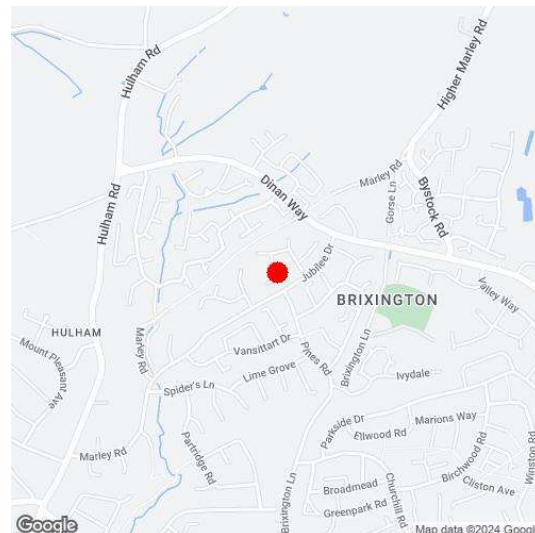 Hulham Rd
Higher Marley Rd
Marley Rd
Gorse Ln
Bystock Rd
Dinan Way
Hulham Rd
Jubilee Dr
Valley Way
BRIXINGTON
HULHAM
Mount Pleasant Ave
Marley Rd
Vansittart Dr
Pines Rd
Brixington Ln
Lime Grove
Ivydale
Spider's Ln
Parkside Dr
Marions Way
Ellwood Rd
Partridge Rd
Marley Rd
Birchwood Rd
Winston Rd
Broadmead
Churchill Rd
Cliston Ave
Brixington Ln
Greenpark Rd
Google
Map data ©2024 Googl